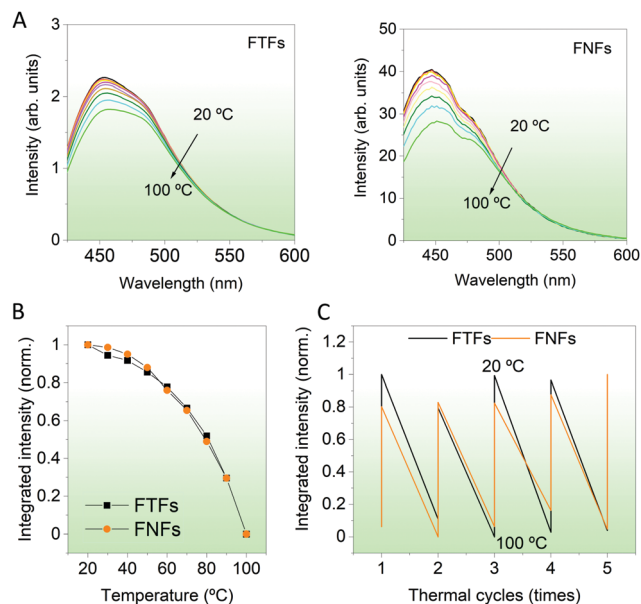 A
3
2
1
0
Intensity (arb. units)
FTFs
20 ºC
100 ºC
450 500 550 600
Wavelength (nm)
50
40
30
20
10
0
Intensity (arb. units)
FNFs
20 ºC
100 ºC
450 500 550 600
Wavelength (nm)
B
1
0.8
0.6
0.4
0.2
0
Integrated intensity (norm.)
FTFs
FNFs
20 40 60 80 100
Temperature (ºC)
C
1.2
1
0.8
0.6
0.4
0.2
0
Integrated intensity (norm.)
FTFs FNFs
20 ºC
100 ºC
1 2 3 4 5
Thermal cycles (times)